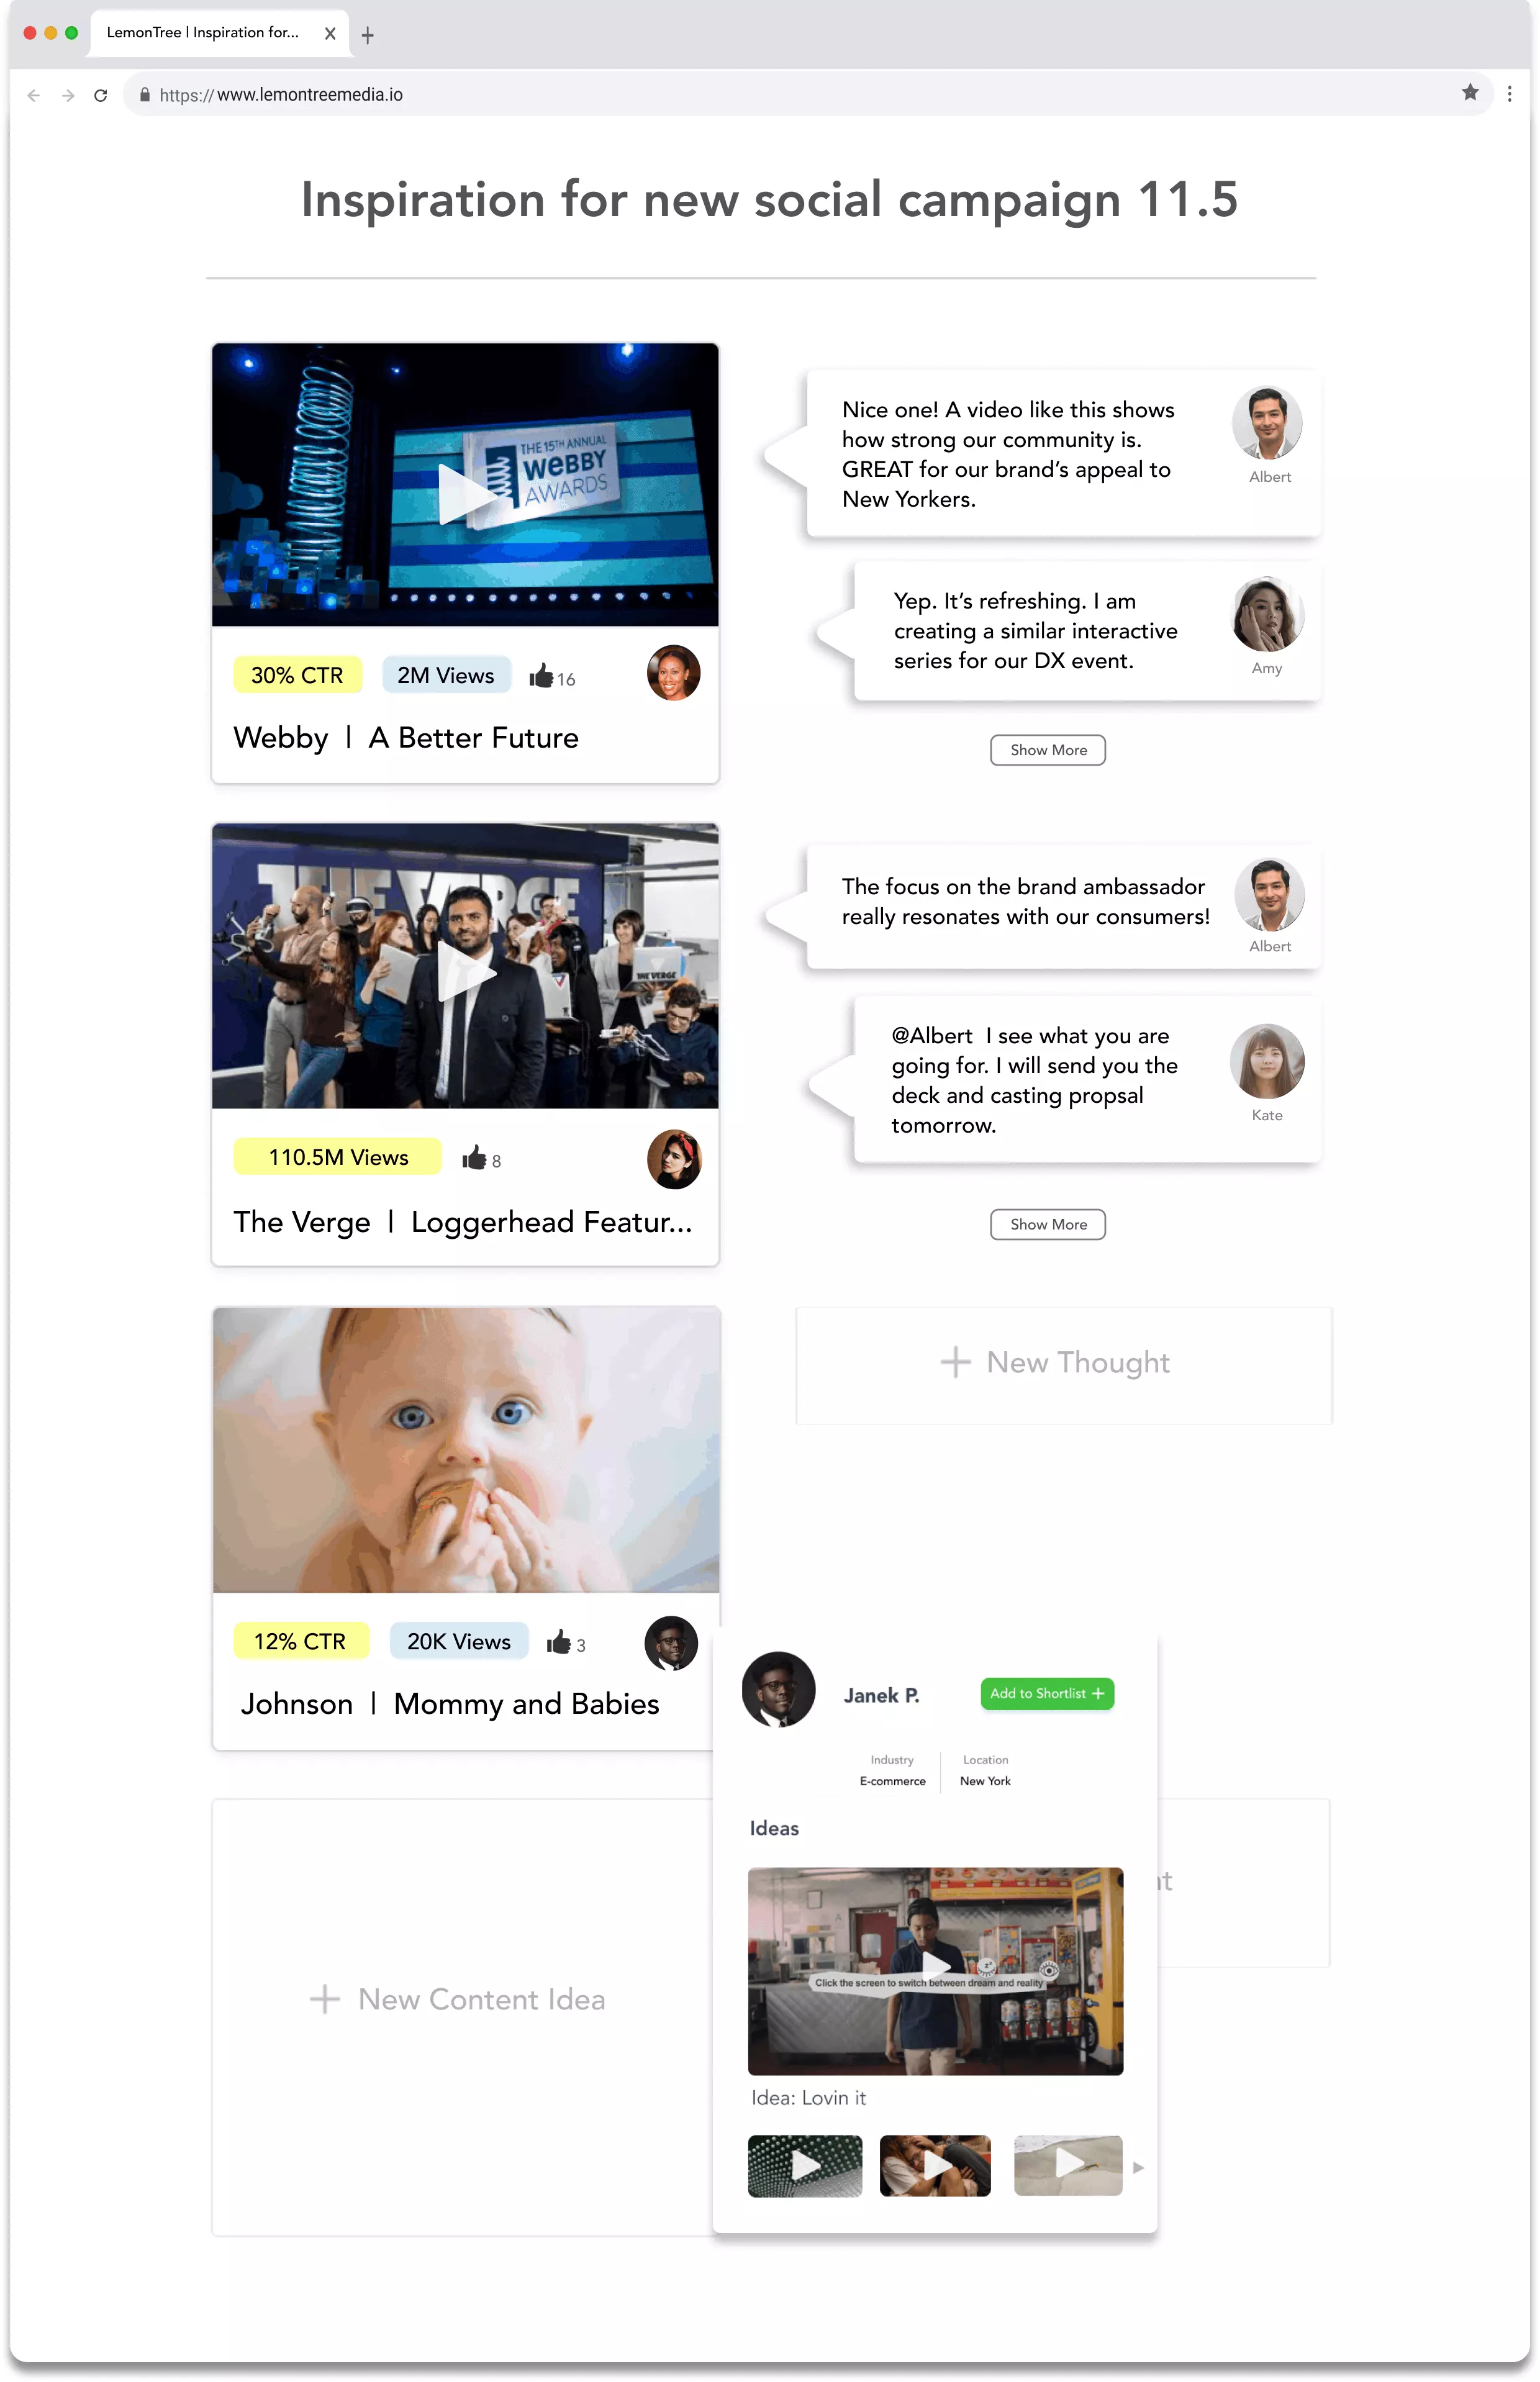 LemonTree | Inspiration for...
https://www.lemontreemedia.io
Inspiration for new social campaign 11.5
THE 15TH ANNUAL
WEBBY
AWARDS
30% CTR
2M Views
16
Webby | A Better Future
Nice one! A video like this shows
how strong our community is.
GREAT for our brand’s appeal to
New Yorkers.
Albert
Yep. It’s refreshing. I am
creating a similar interactive
series for our DX event.
Amy
Show More
THE VERGE
THE VERGE
110.5M Views
8
The Verge | Loggerhead Featur...
The focus on the brand ambassador
really resonates with our consumers!
Albert
@Albert I see what you are
going for. I will send you the
deck and casting propsal
tomorrow.
Kate
Show More
12% CTR
20K Views
3
Johnson | Mommy and Babies
+ New Thought
Janek P.
Add to Shortlist +
Industry
E-commerce
Location
New York
Ideas
Click the screen to switch between dream and reality
Idea: Lovin it
+ New Content Idea